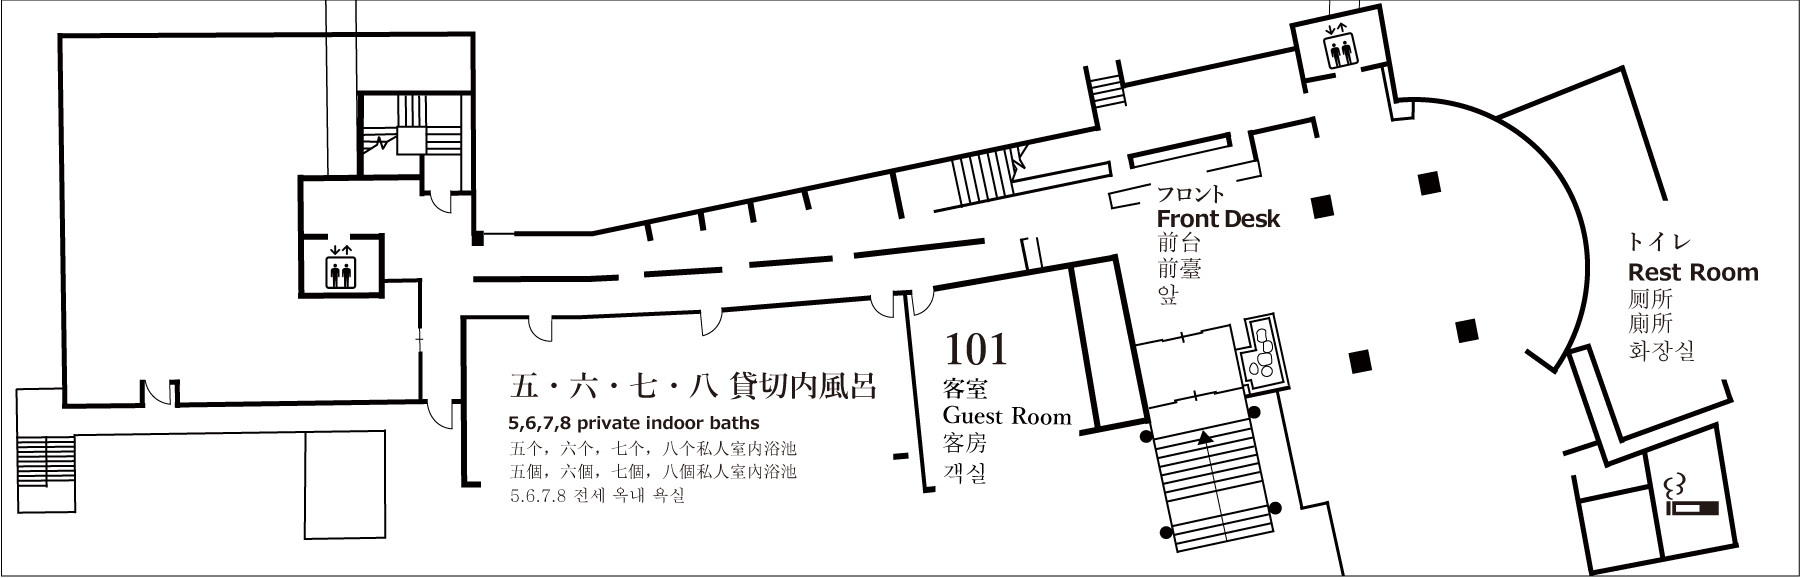 五・六・七・八 貸切内風呂
5,6,7,8 private indoor baths
五个，六个，七个，八个私人室内浴池
五個，六個，七個，八個私人室內浴池
5.6.7.8 전세 옥내 욕실
101
客室
Guest Room
客房
객실
フロント
Front Desk
前台
前臺
앞
トイレ
Rest Room
厕所
廁所
화장실